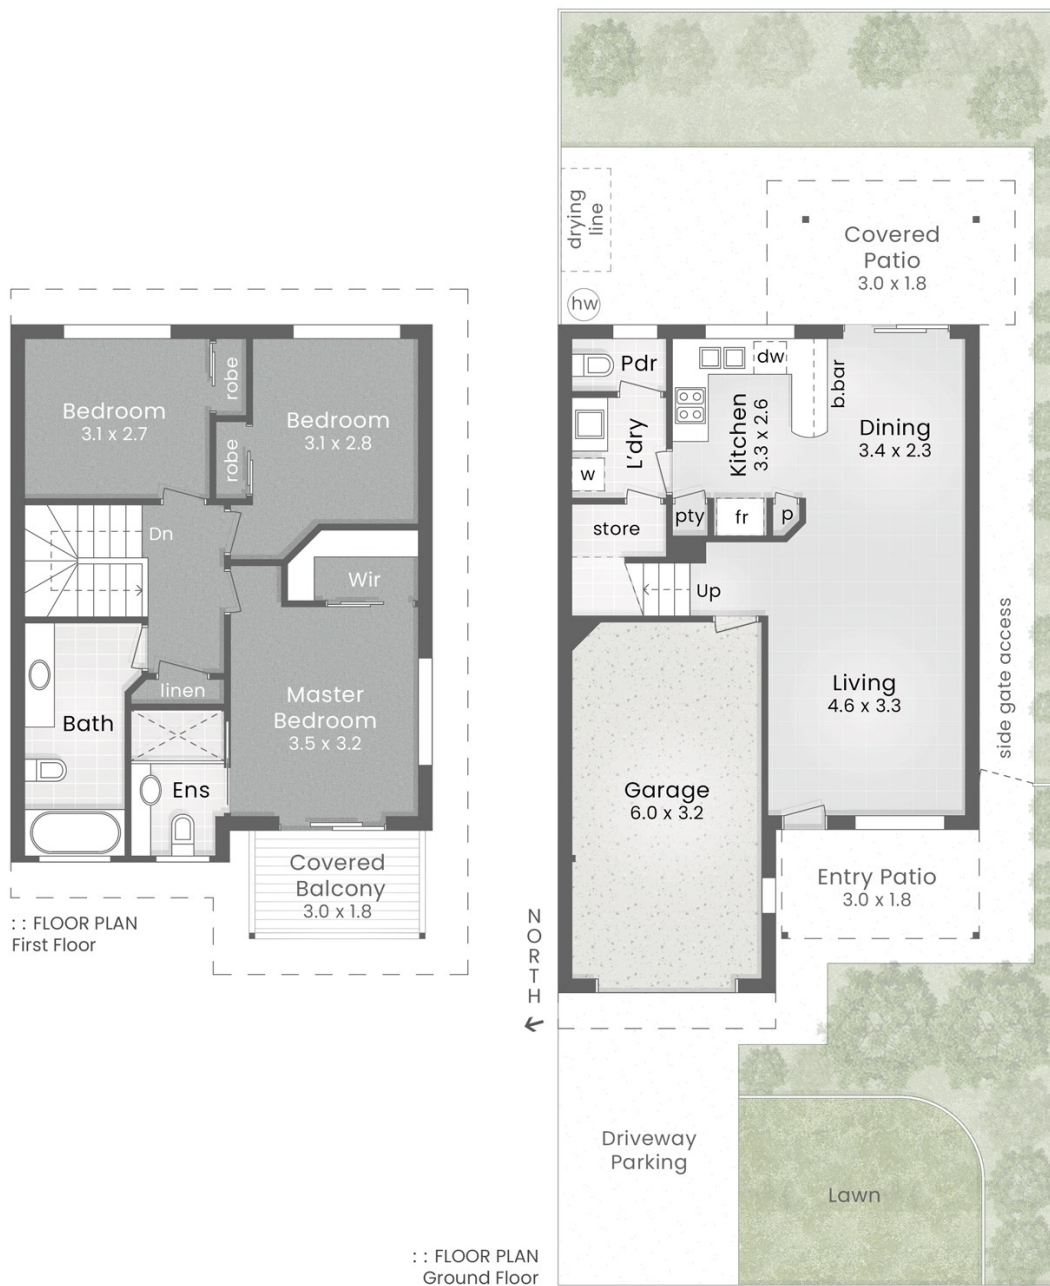 Bedroom
3.1 x 2.7
robe
robe
Bedroom
3.1 x 2.8
Dn
Wir
linen
Bath
Ens
Master
Bedroom
3.5 x 3.2
Covered
Balcony
3.0 x 1.8
: : FLOOR PLAN
First Floor
drying
line
hw
Covered
Patio
3.0 x 1.8
Pdr
dw
b.bar
Kitchen
3.3 x 2.6
Dining
3.4 x 2.3
L'dry
w
store
pty
fr
p
Up
Living
4.6 x 3.3
side gate access
Garage
6.0 x 3.2
Entry Patio
3.0 x 1.8
NORTH
Driveway
Parking
Lawn
: : FLOOR PLAN
Ground Floor